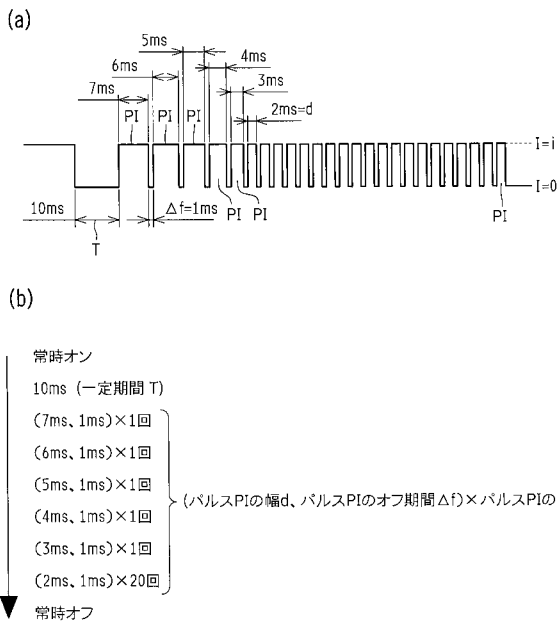 (a)
5ms
6ms
4ms
7ms
3ms
2ms=d
PI PI PI
I=i
I=0
10ms
Δf=1ms
PI PI
PI
T
(b)
常時オン
10ms (一定期間 T)
(7ms、1ms)×1回
(6ms、1ms)×1回
(5ms、1ms)×1回
(4ms、1ms)×1回
(3ms、1ms)×1回
(2ms、1ms)×20回
(パルスPIの幅d、パルスPIのオフ期間Δf)×パルスPIの
常時オフ